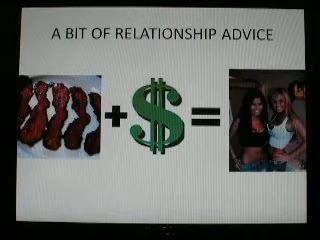 A BIT OF RELATIONSHIP ADVICE
+ $ =